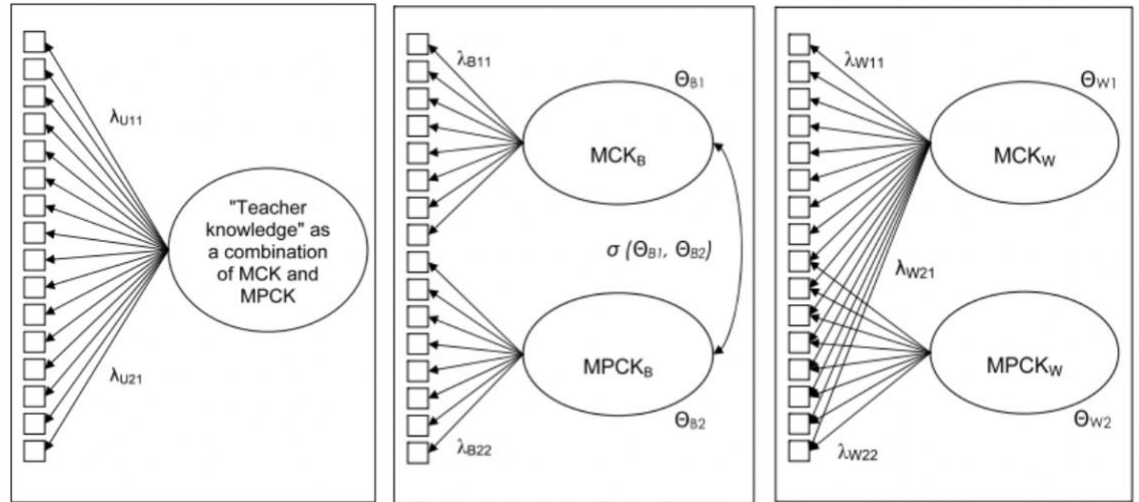 λU11
"Teacher
knowledge" as
a combination
of MCK and
MPCK
λU21
λB11
ΘB1
MCKB
σ (ΘB1, ΘB2)
MPCKB
ΘB2
λB22
λW11
ΘW1
MCKW
λW21
MPCKW
ΘW2
λW22